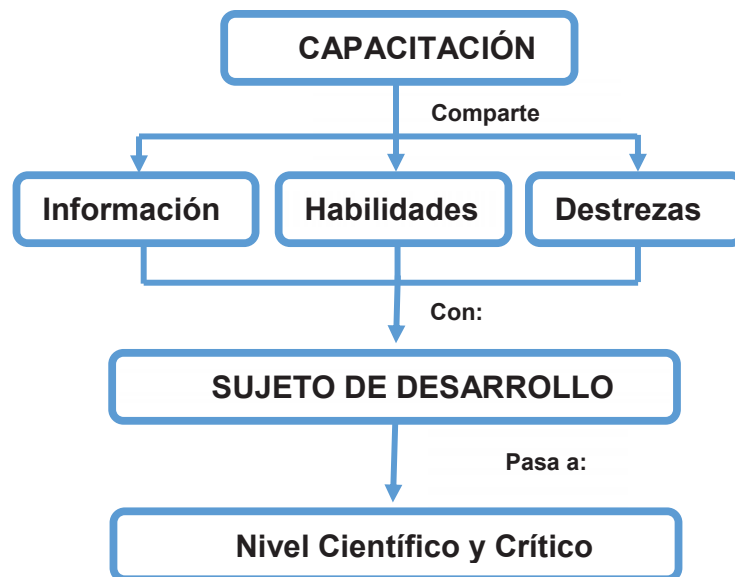 CAPACITACIÓN
Comparte
Información
Habilidades
Destrezas
Con:
SUJETO DE DESARROLLO
Pasa a:
Nivel Científico y Crítico